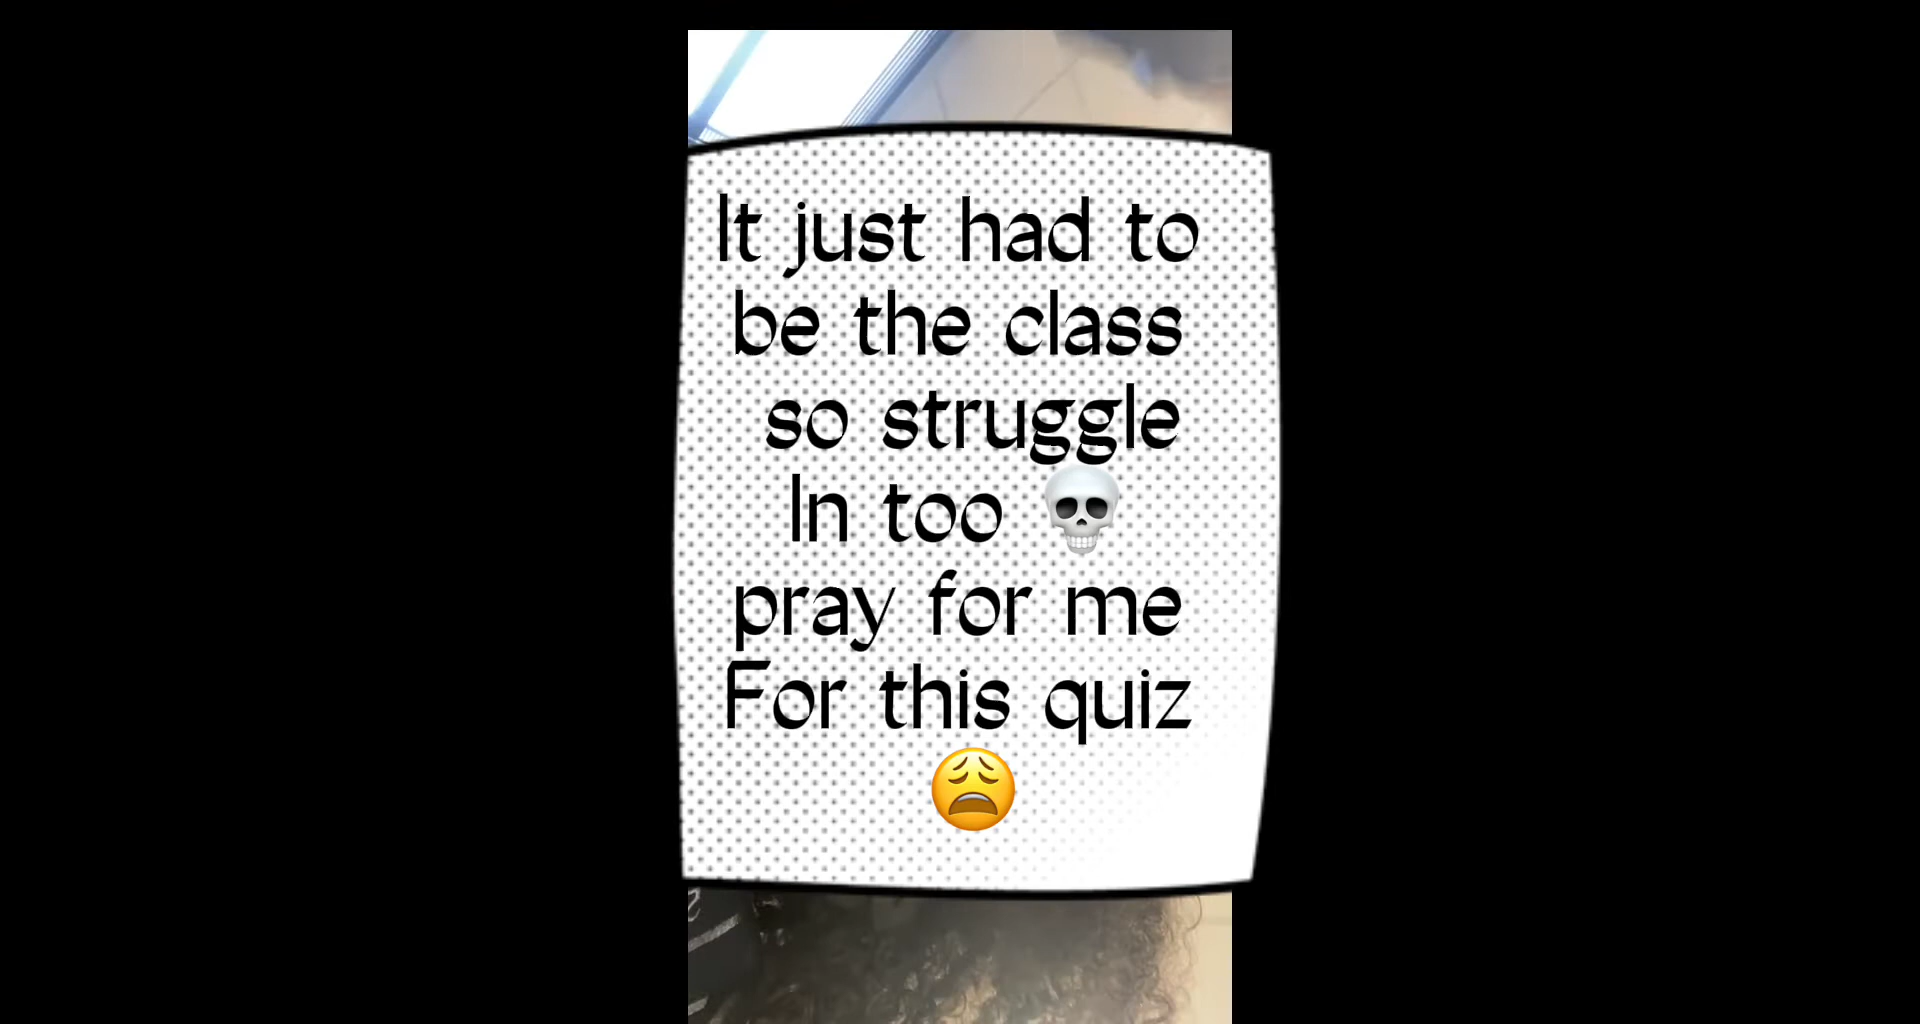 It just had to
be the class
so struggle
In too 💀
pray for me
For this quiz
😩